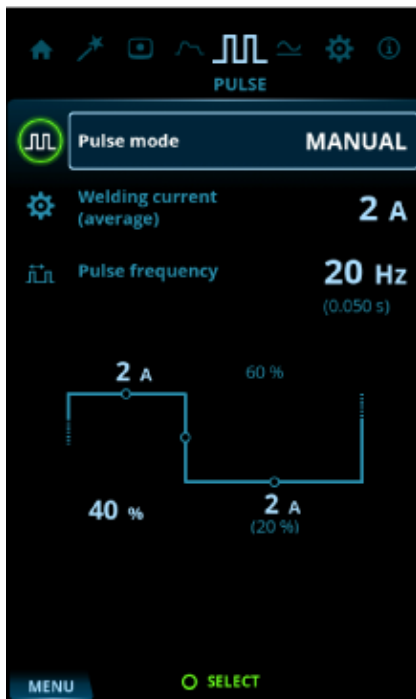 PULSE
Pulse mode MANUAL
Welding current
(average)
2 A
Pulse frequency 20 Hz
(0.050 s)
2 A 60 %
40 % 2 A
(20 %)
MENU SELECT